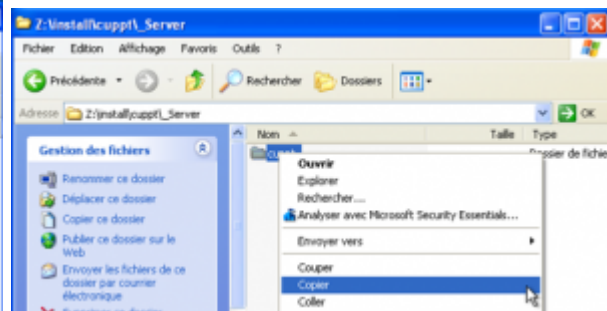 Z:\install\cuppt\_Server
Fichier Edition Affichage Favoris Outils ?
Précédente Rechercher Dossiers
Adresse Z:\install\cuppt\_Server OK
Nom Taille Type
Gestion des fichiers
Dossier de fichie
Ouvrir
Renommer ce dossier
Explorer
Déplacer ce dossier
Rechercher...
Copier ce dossier
Analyser avec Microsoft Security Essentials...
Publier ce dossier sur le
Web
Envoyer vers
Envoyer les fichiers de ce
dossier par courrier
électronique
Couper
Copier
Coller